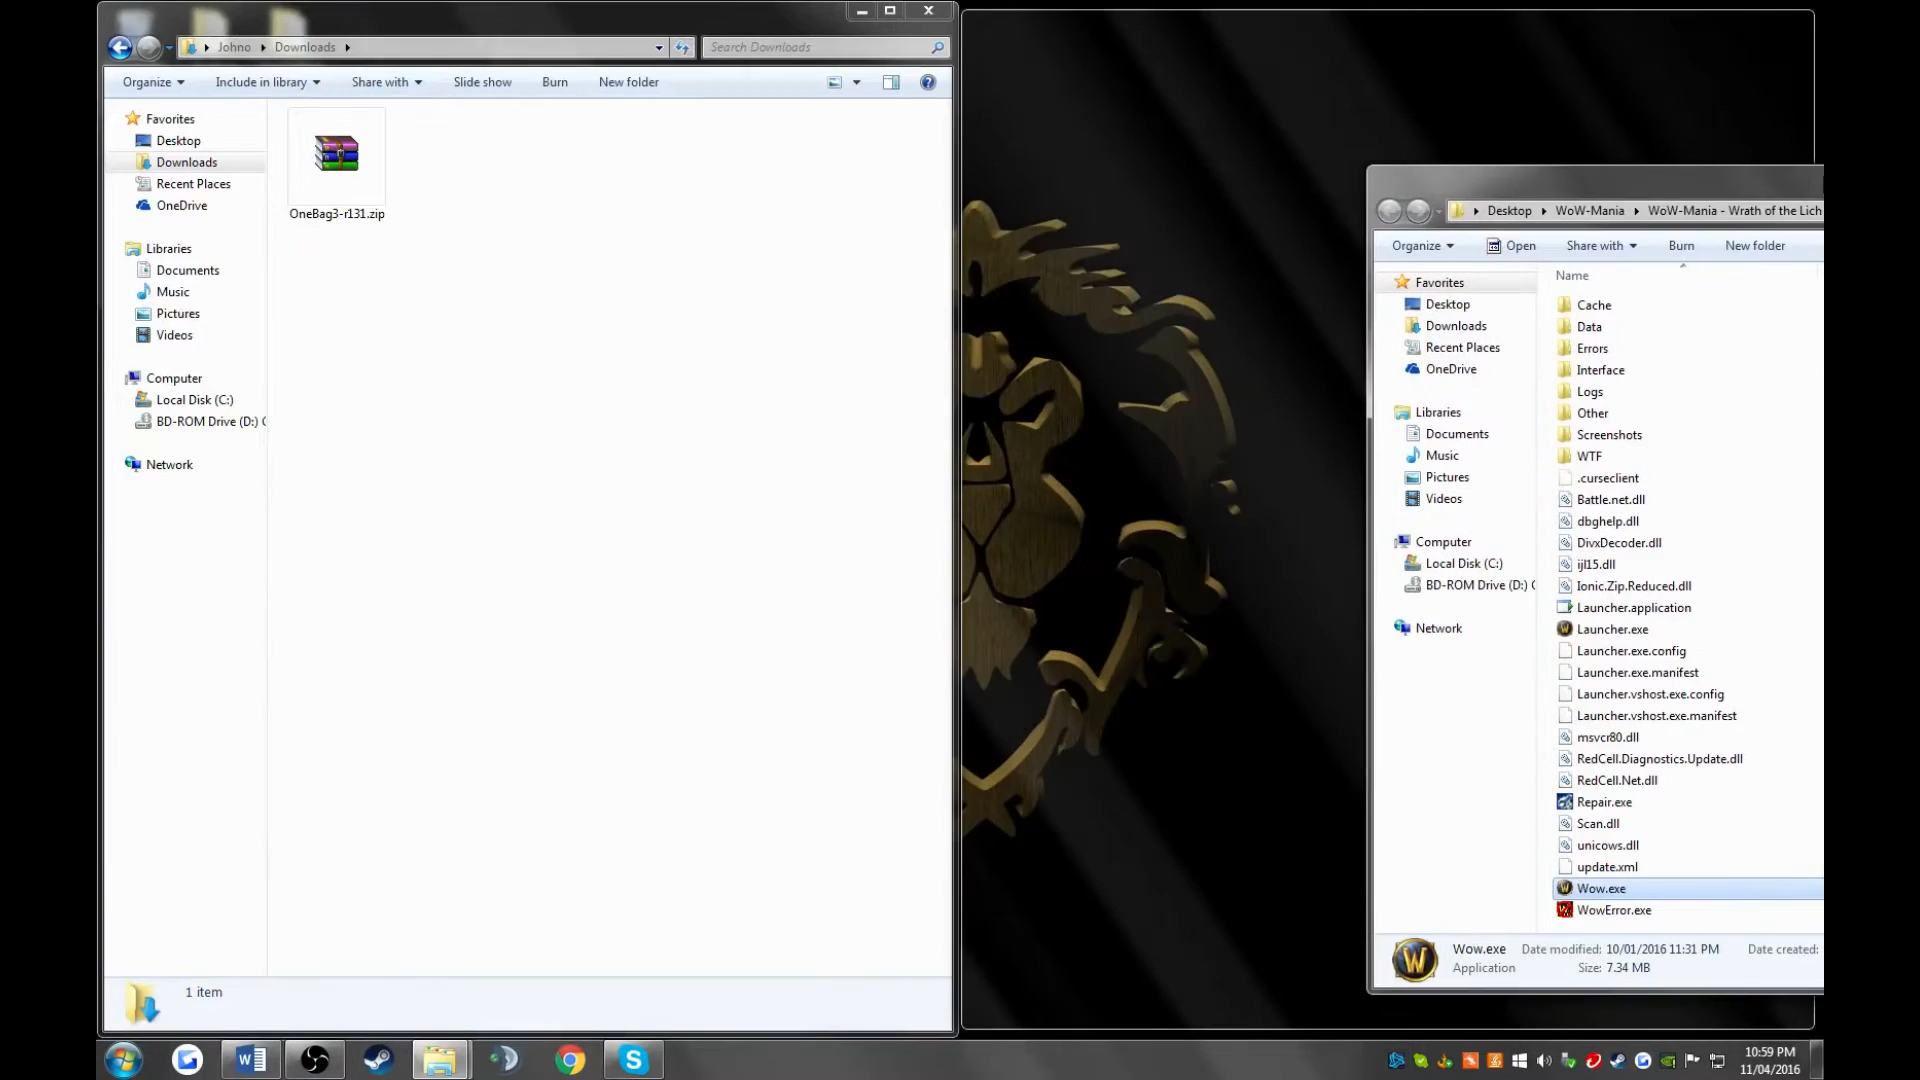 Johno
Downloads
Search Downloads
Organize
Include in library
Share with
Slide show
Burn
New folder
Favorites
Desktop
Downloads
Recent Places
OneDrive
Libraries
Documents
Music
Pictures
Videos
Computer
Local Disk (C:)
BD-ROM Drive (D:) (
Network
OneBag3-r131.zip
1 item
Desktop
WoW-Mania
WoW-Mania - Wrath of the Lich
Organize
Open
Share with
Burn
New folder
Favorites
Desktop
Downloads
Recent Places
OneDrive
Libraries
Documents
Music
Pictures
Videos
Computer
Local Disk (C:)
BD-ROM Drive (D:) (
Network
Name
Cache
Data
Errors
Interface
Logs
Other
Screenshots
WTF
.curseclient
Battle.net.dll
dbghelp.dll
DivxDecoder.dll
ijl15.dll
Ionic.Zip.Reduced.dll
Launcher.application
Launcher.exe
Launcher.exe.config
Launcher.exe.manifest
Launcher.vshost.exe.config
Launcher.vshost.exe.manifest
msvcr80.dll
RedCell.Diagnostics.Update.dll
RedCell.Net.dll
Repair.exe
Scan.dll
unicows.dll
update.xml
Wow.exe
WowError.exe
Wow.exe Date modified: 10/01/2016 11:31 PM Date created:
Application Size: 7.34 MB
10:59 PM
11/04/2016